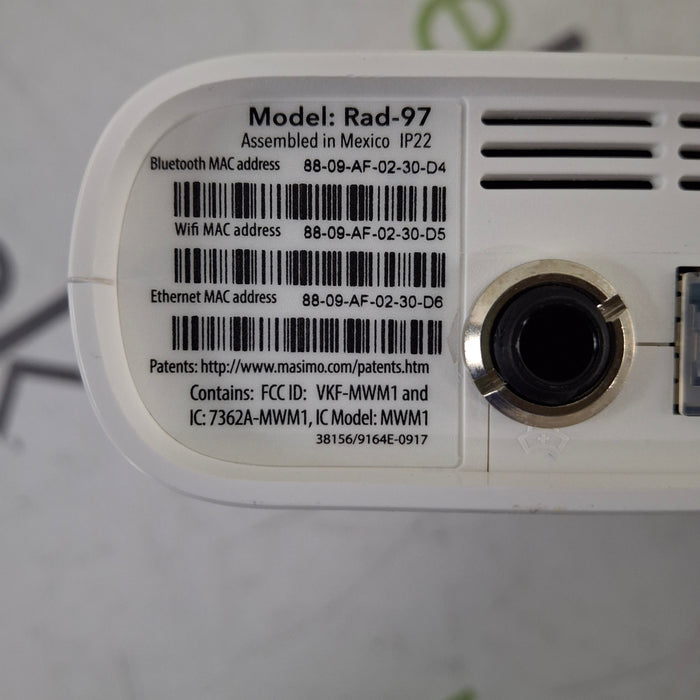 Model: Rad-97
Assembled in Mexico IP22
Bluetooth MAC address 88-09-AF-02-30-D4
Wifi MAC address 88-09-AF-02-30-D5
Ethernet MAC address 88-09-AF-02-30-D6
Patents: http://www.masimo.com/patents.htm
Contains: FCC ID: VKF-MWM1 and
IC: 7362A-MWM1, IC Model: MWM1
38156/9164E-0917